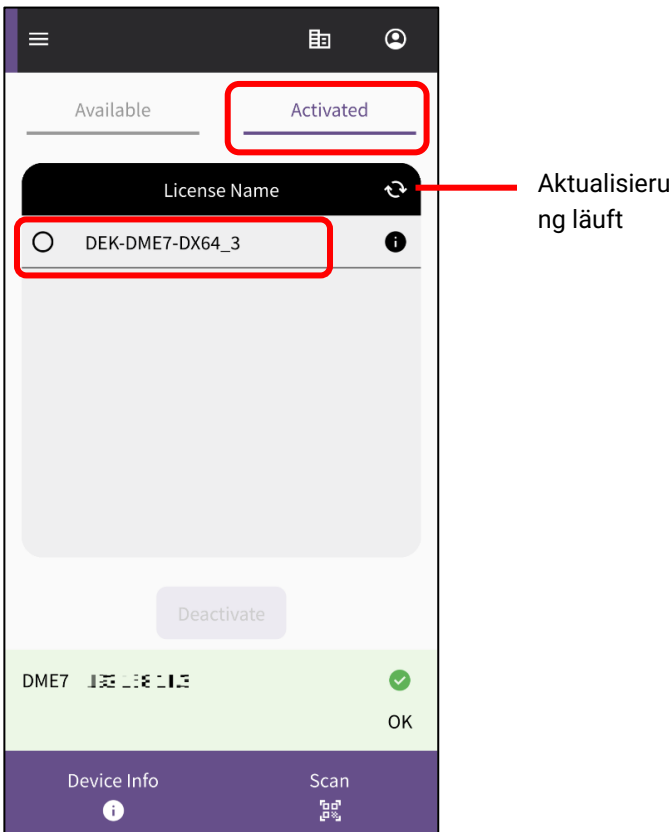 Available
Activated
License Name
Aktualisieru
ng läuft
DEK-DME7-DX64_3
Deactivate
DME7
OK
Device Info
Scan